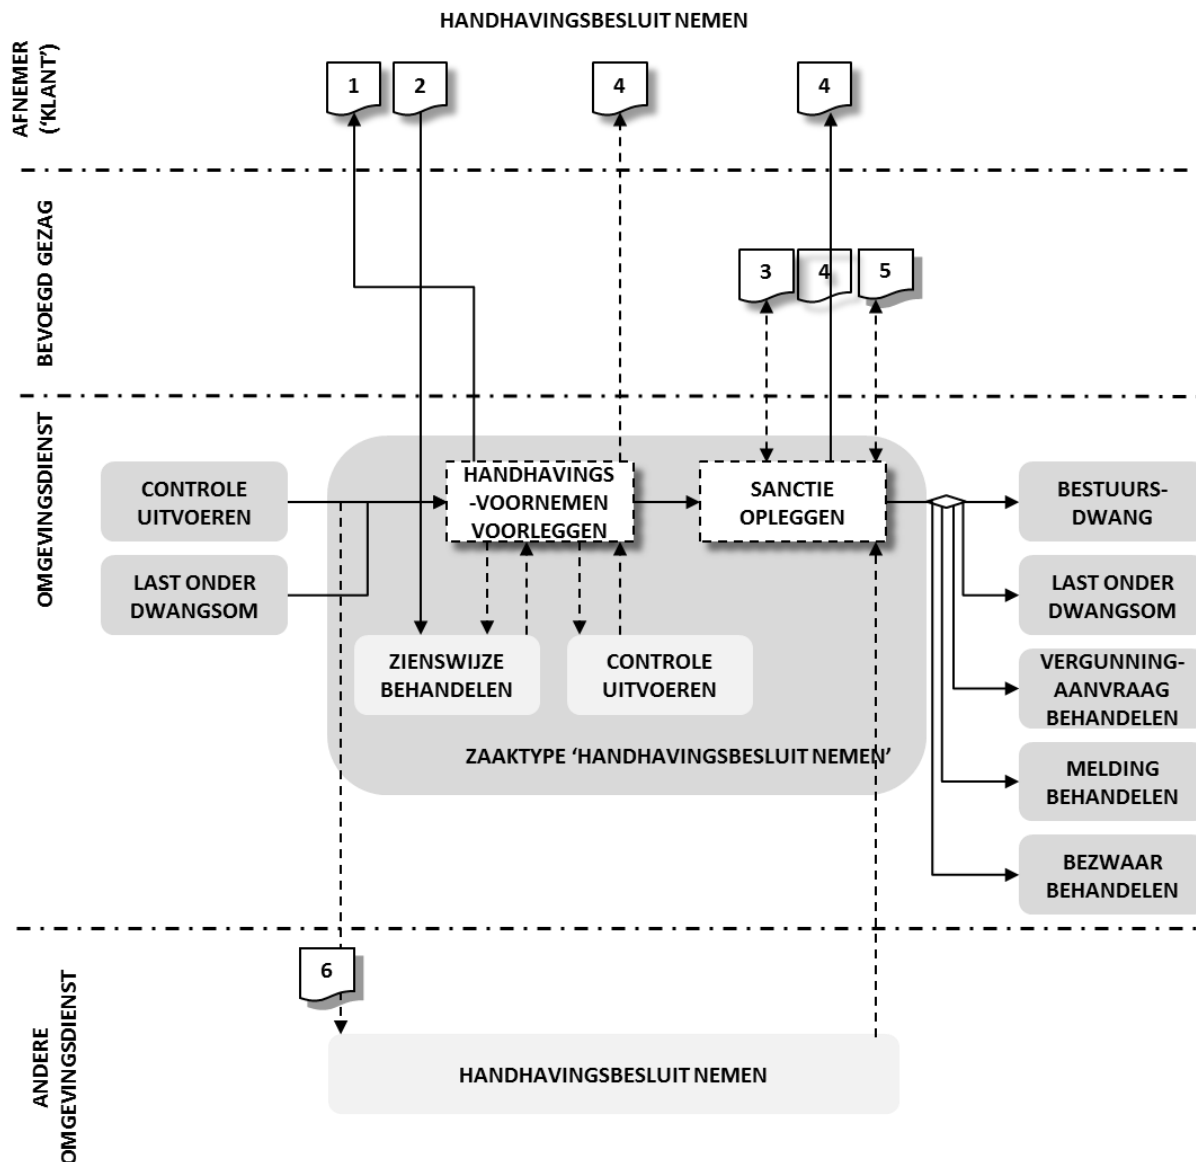 HANDHAVINGSBESLUIT NEMEN
AFNEMER
('KLANT')
1
2
4
4
BEVOEGD GEZAG
3
4
5
OMGEVINGSDIENST
CONTROLE
UITVOEREN
LAST ONDER
DWANGSOM
HANDHAVINGS
-VOORNEMEN
VOORLEGGEN
SANCTIE
OPLEGGEN
ZIENSWIJZE
BEHANDELEN
CONTROLE
UITVOEREN
ZAAKTYPE ‘HANDHAVINGSBESLUIT NEMEN’
BESTUURS-
DWANG
LAST ONDER
DWANGSOM
VERGUNNING-
AANVRAAG
BEHANDELEN
MELDING
BEHANDELEN
BEZWAAR
BEHANDELEN
ANDERE
OMGEVINGSDIENST
6
HANDHAVINGSBESLUIT NEMEN